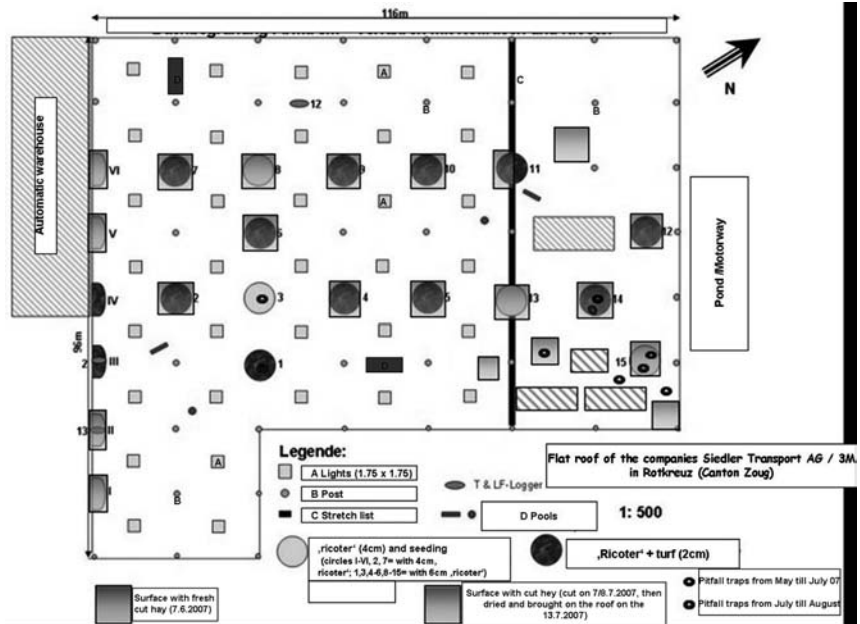 116m
N
Automatic warehouse
D
A
12
B
C
B
VI
7
8
9
10
11
V
6
A
12
Pond /Motorway
IV
2
3
4
5
13
14
96m
2
III
1
D
15
13
II
I
A
B
Legende:
A Lights (1.75 x 1.75)
B Post
C Stretch list
T & LF-Logger
D Pools
Flat roof of the companies Siedler Transport AG / 3M,
in Rotkreuz (Canton Zoug)
1: 500
‚ricoter‘ (4cm) and seeding
(circles I-VI, 2, 7= with 4cm,
ricoter‘; 1,3,4-6,8-15= with 6cm ‚ricoter‘)
‚Ricoter‘ + turf (2cm)
Surface with fresh
cut hay (7.6.2007)
Surface with cut hey (cut on 7/8.7.2007, then
dried and brought on the roof on the
13.7.2007)
Pitfall traps from May till July 07
Pitfall traps from July till August